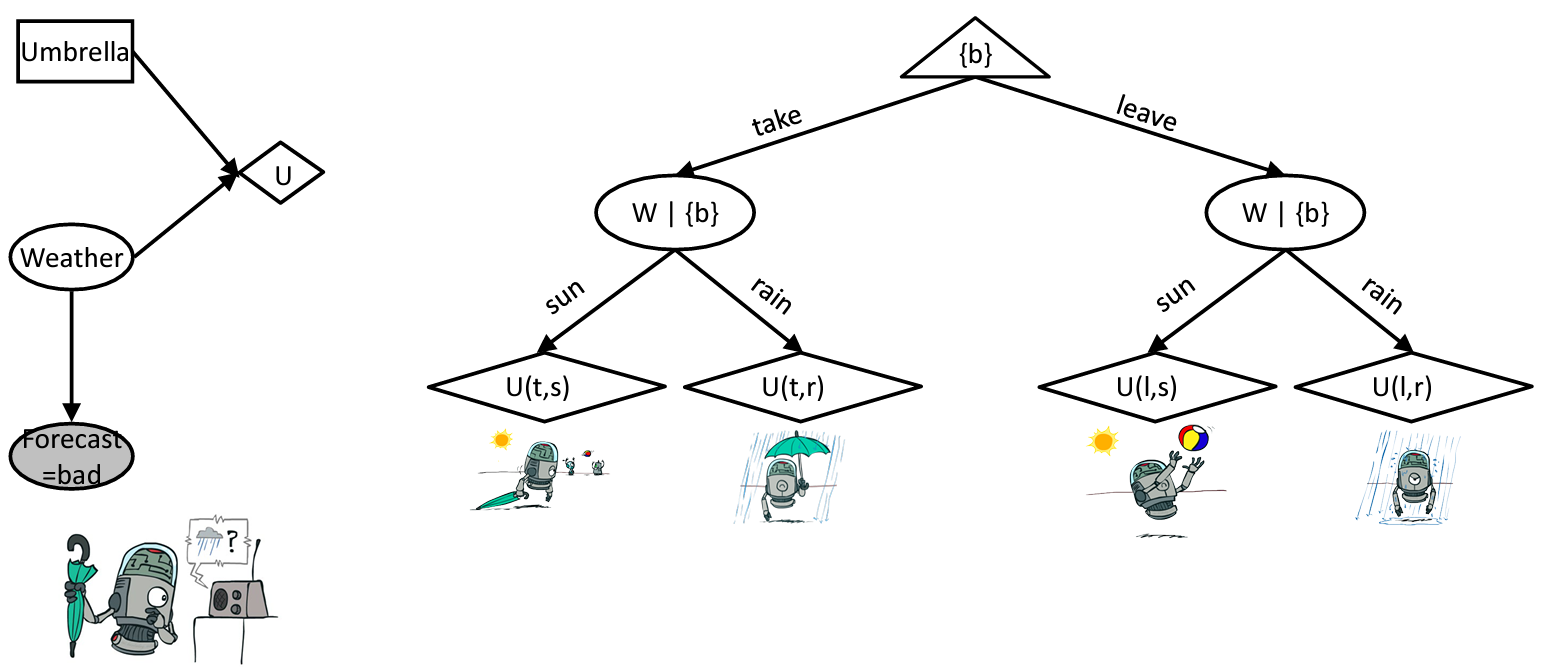 Umbrella
U
Weather
Forecast
=bad
?
{b}
take
leave
W | {b}
W | {b}
sun
rain
sun
rain
U(t,s)
U(t,r)
U(l,s)
U(l,r)